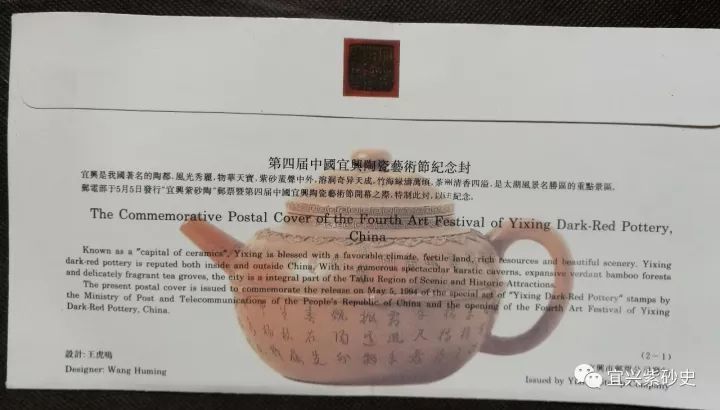 第四届中國宜興陶瓷藝術節紀念封
宜興是我國著名的陶都,風光秀麗,物華天寶,紫砂蜚聲中外,溶洞奇异天成,竹海綠濤萬頃,茶洲清香四溢,是太湖風景名勝區的重點景區。
郵電部于5月5日發行"宜興紫砂陶"郵票暨第四届中國宜興陶瓷藝術節開幕之際,特制此封,以誌紀念。
The Commemorative Postal Cover of the Fourth Art Festival of Yixing Dark-Red Pottery,
China
Known as a "capital of ceramics", Yixing is blessed with a favorable climate, fertile land, rich resources and beautiful scenery. Yixing
dark-red pottery is reputed both inside and outside China. With its numerous spectacular karstic caverns, expansive verdant bamboo forests
and delicately fragrant tea groves, the city is a integral part of the Taihu Region of Scenic and Historic Attractions.
The present postal cover is issued to commemorate the release on May 5, 1994 of the special set of "Yixing Dark-Red Pottery" stamps by
the Ministry of Post and Telecommunications of the People's Republic of China and the opening of the Fourth Art Festival of Yixing
Dark-Red Pottery, China.
設計:王虎鳴
Designer: Wang Huming
(2-1)
興市郵票公司
Issued by Company
宜兴紫砂史